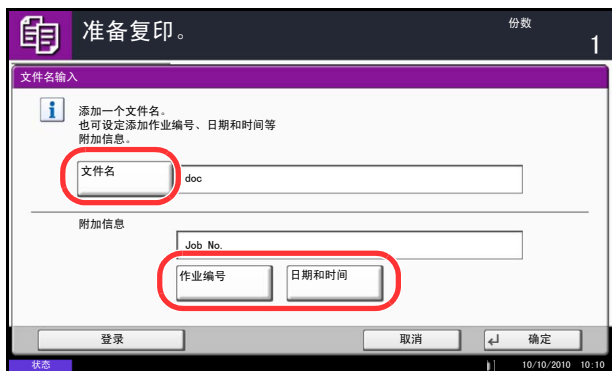 准备复印。
份数
1
文件名输入
添加一个文件名。
也可设定添加作业编号、日期和时间等
附加信息。
文件名
doc
附加信息
Job No.
作业编号
日期和时间
登录
取消
确定
状态
10/10/2010 10:10